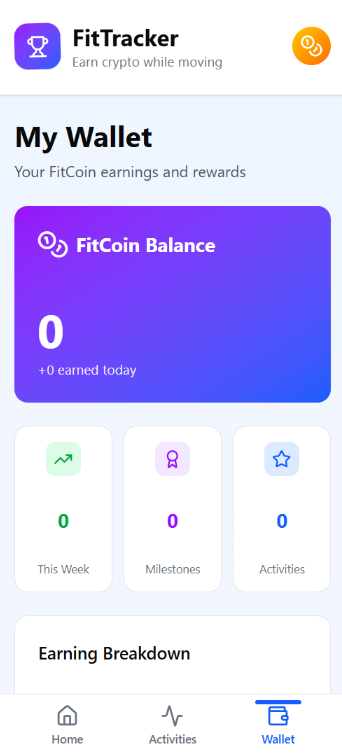 FitTracker
Earn crypto while moving
My Wallet
Your FitCoin earnings and rewards
FitCoin Balance
0
+0 earned today
0
0
0
This Week
Milestones
Activities
Earning Breakdown
Home
Activities
Wallet